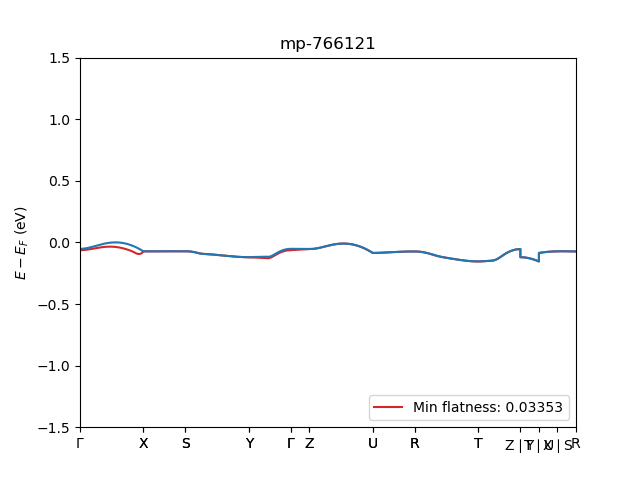 mp-766121
E − E_F (eV)
1.5
1.0
0.5
0.0
−0.5
−1.0
−1.5
Min flatness: 0.03353
Γ X S Y Γ Z U R T Z|T Y|X U|S R